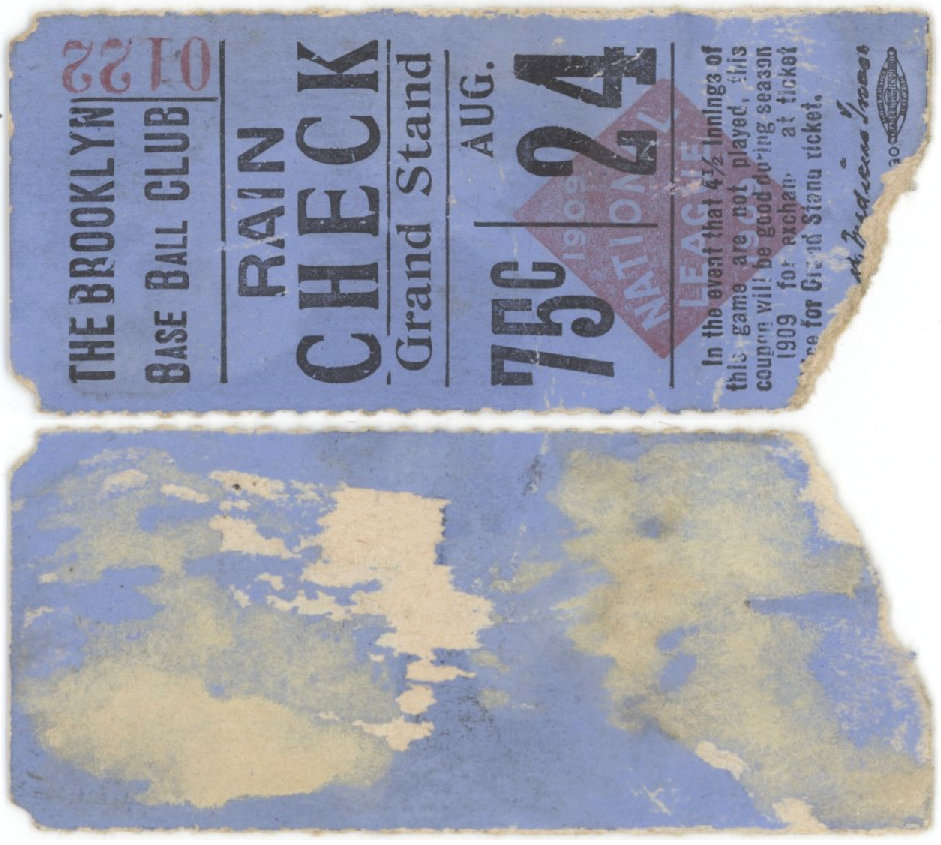 0122
THE BROOKLYN
BASE BALL CLUB
RAIN
CHECK
Grand Stand
AUG. 24
75C
1909
NATIONAL
LEAGUE
1909
In the event that 4½ innings of
this game are not played, this
coupon will be good during season
1909 for exchange at ticket
for Grand Stand ticket.